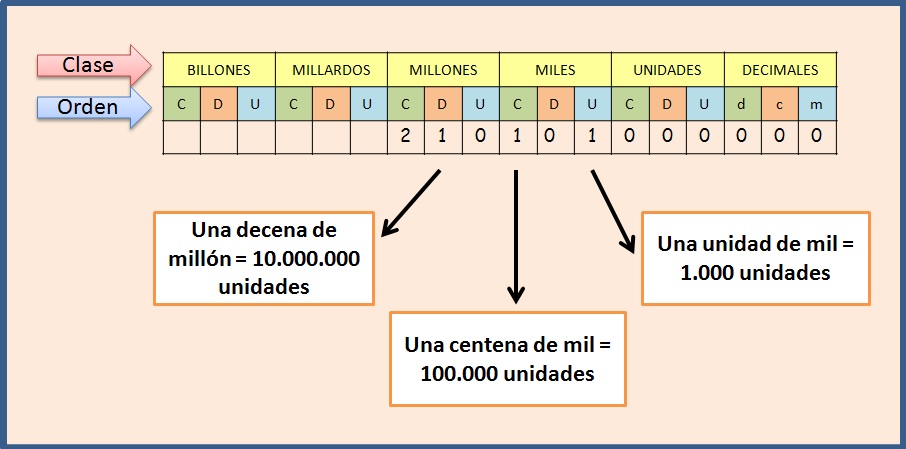 Clase
BILLONES MILLARDOS MILLONES MILES UNIDADES DECIMALES
Orden
C D U C D U C D U C D U C D U d c m
2 1 0 1 0 1 0 0 0 0 0 0
Una decena de
millón = 10.000.000
unidades
Una centena de mil =
100.000 unidades
Una unidad de mil =
1.000 unidades